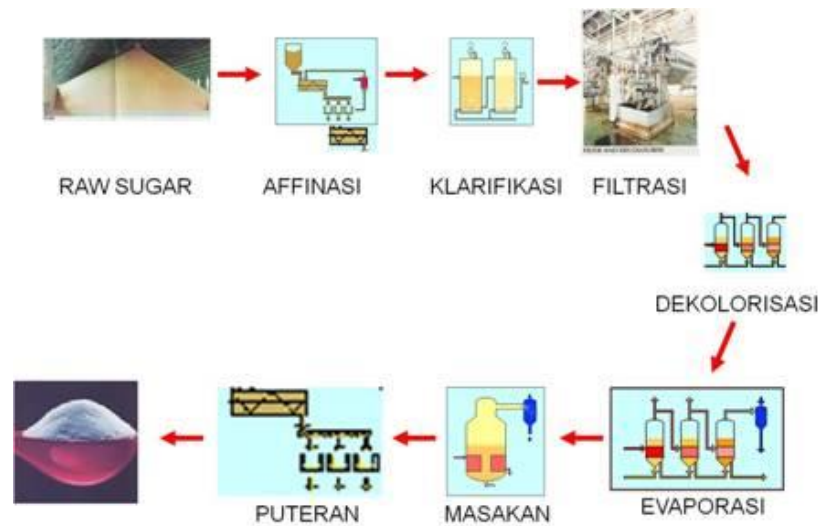 RAW SUGAR
AFFINASI
KLARIFIKASI
FILTRASI
DEKOLORISASI
EVAPORASI
MASAKAN
PUTERAN